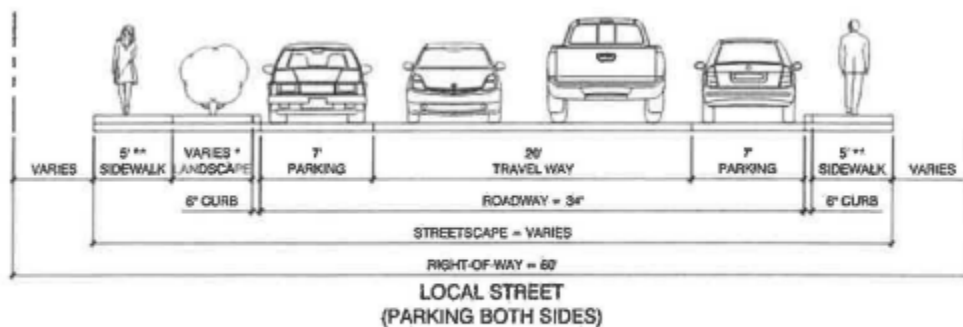 VARIES 5' ** SIDEWALK VARIES * LANDSCAPE 7' PARKING 20' TRAVEL WAY 7' PARKING 5' ** SIDEWALK VARIES
6" CURB ROADWAY = 34' 6" CURB
STREETSCAPE = VARIES
RIGHT-OF-WAY = 60'
LOCAL STREET
(PARKING BOTH SIDES)